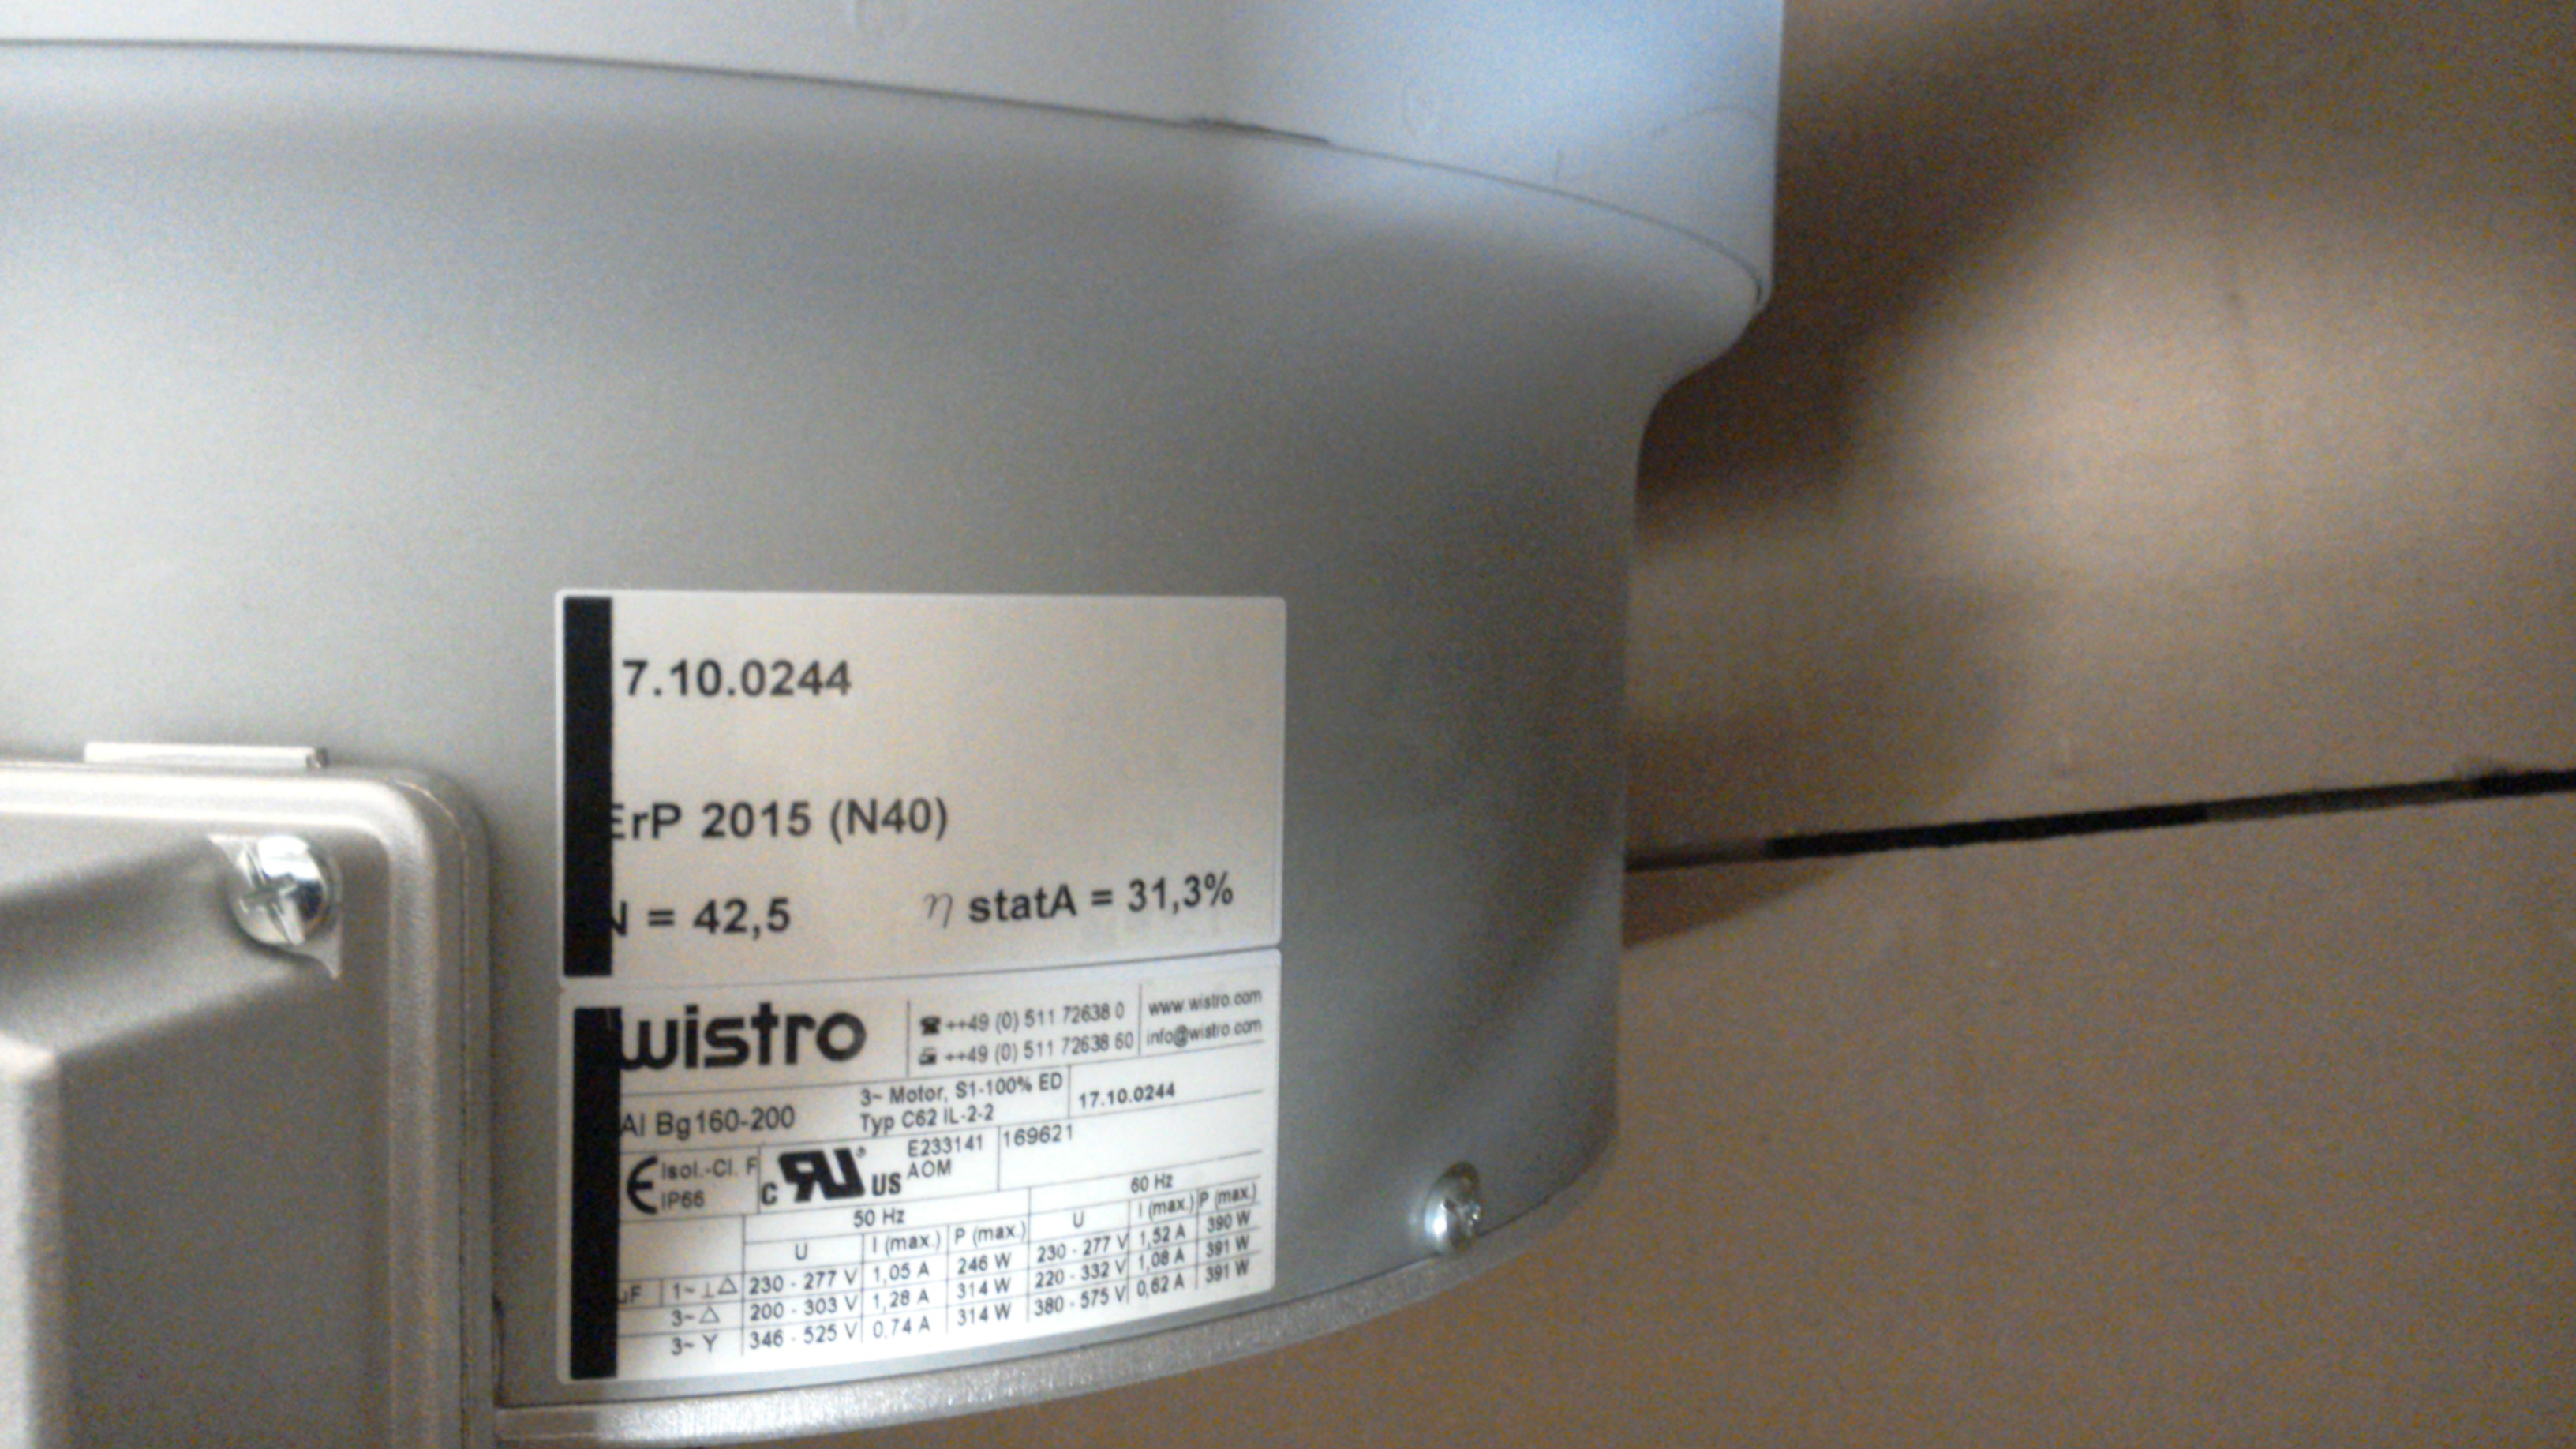 7.10.0244
ErP 2015 (N40)
N = 42,5 η statA = 31,3%
wistro
☎ ++49 (0) 511 72638 0 www.wistro.com
++49 (0) 511 72638 60 info@wistro.com
3~ Motor, S1-100% ED 17.10.0244
AI Bg160-200 Typ C62 IL-2-2
CE Isol.-Cl. F IP66
c RU® US E233141 AOM 169621
50 Hz 60 Hz
U I (max.) P (max.) U I (max.) P (max.)
µF 1~ ⊥ △ 230 - 277 V 1,05 A 246 W 230 - 277 V 1,52 A 390 W
3~ △ 200 - 303 V 1,28 A 314 W 220 - 332 V 1,08 A 391 W
3~ Y 346 - 525 V 0,74 A 314 W 380 - 575 V 0,62 A 391 W